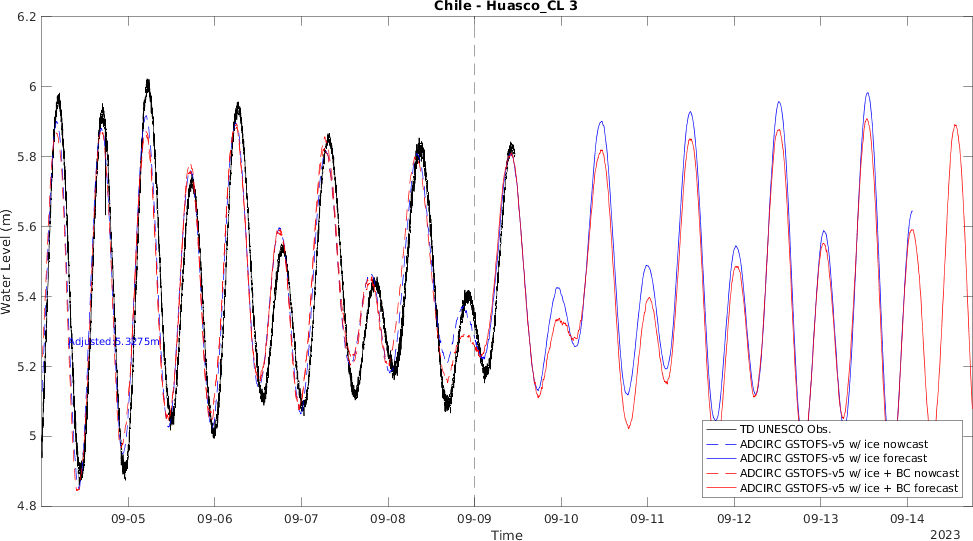 Chile - Huasco_CL 3
6.2
6
5.8
5.6
5.4
5.2
5
4.8
Water Level (m)
Adjusted 5.3275m
TD UNESCO Obs.
ADCIRC GSTOFS-v5 w/ ice nowcast
ADCIRC GSTOFS-v5 w/ ice forecast
ADCIRC GSTOFS-v5 w/ ice + BC nowcast
ADCIRC GSTOFS-v5 w/ ice + BC forecast
09-05 09-06 09-07 09-08 09-09 09-10 09-11 09-12 09-13 09-14
Time
2023